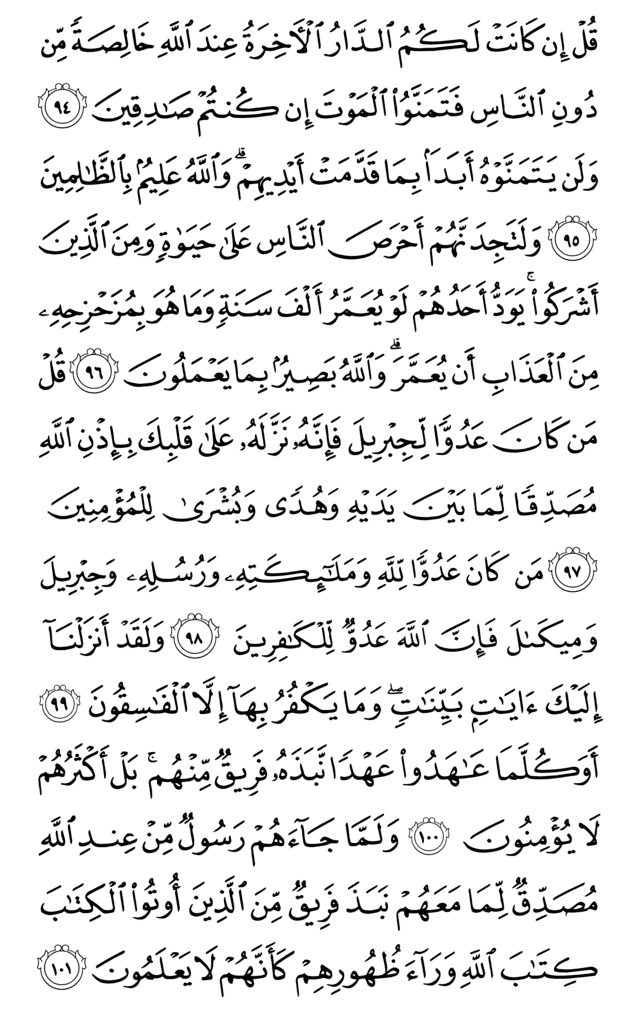 قُلْ إِن كَانَتْ لَكُمُ ٱلدَّارُ ٱلْأَخِرَةُ عِندَ ٱللَّهِ خَالِصَةً مِّن
دُونِ ٱلنَّاسِ فَتَمَنَّوُا۟ ٱلْمَوْتَ إِن كُنتُمْ صَـٰدِقِينَ ٩٤
وَلَن يَتَمَنَّوْهُ أَبَدًۢا بِمَا قَدَّمَتْ أَيْدِيهِمْ ۗ وَٱللَّهُ عَلِيمٌۢ بِٱلظَّـٰلِمِينَ
٩٥ وَلَتَجِدَنَّهُمْ أَحْرَصَ ٱلنَّاسِ عَلَىٰ حَيَوٰةٍ وَمِنَ ٱلَّذِينَ
أَشْرَكُوا۟ ۚ يَوَدُّ أَحَدُهُمْ لَوْ يُعَمَّرُ أَلْفَ سَنَةٍ وَمَا هُوَ بِمُزَحْزِحِهِۦ
مِنَ ٱلْعَذَابِ أَن يُعَمَّرَ ۗ وَٱللَّهُ بَصِيرٌۢ بِمَا يَعْمَلُونَ ٩٦ قُلْ
مَن كَانَ عَدُوًّا لِّجِبْرِيلَ فَإِنَّهُۥ نَزَّلَهُۥ عَلَىٰ قَلْبِكَ بِإِذْنِ ٱللَّهِ
مُصَدِّقًا لِّمَا بَيْنَ يَدَيْهِ وَهُدًى وَبُشْرَىٰ لِلْمُؤْمِنِينَ
٩٧ مَن كَانَ عَدُوًّا لِّلَّهِ وَمَلَـٰٓئِكَتِهِۦ وَرُسُلِهِۦ وَجِبْرِيلَ
وَمِيكَىٰلَ فَإِنَّ ٱللَّهَ عَدُوٌّ لِّلْكَـٰفِرِينَ ٩٨ وَلَقَدْ أَنزَلْنَآ
إِلَيْكَ ءَايَـٰتٍۭ بَيِّنَـٰتٍ ۖ وَمَا يَكْفُرُ بِهَآ إِلَّا ٱلْفَـٰسِقُونَ ٩٩
أَوَكُلَّمَا عَـٰهَدُوا۟ عَهْدًا نَّبَذَهُۥ فَرِيقٌ مِّنْهُم ۚ بَلْ أَكْثَرُهُمْ
لَا يُؤْمِنُونَ ١٠٠ وَلَمَّا جَآءَهُمْ رَسُولٌ مِّنْ عِندِ ٱللَّهِ
مُصَدِّقٌ لِّمَا مَعَهُمْ نَبَذَ فَرِيقٌ مِّنَ ٱلَّذِينَ أُوتُوا۟ ٱلْكِتَـٰبَ
كِتَـٰبَ ٱللَّهِ وَرَآءَ ظُهُورِهِمْ كَأَنَّهُمْ لَا يَعْلَمُونَ ١٠١